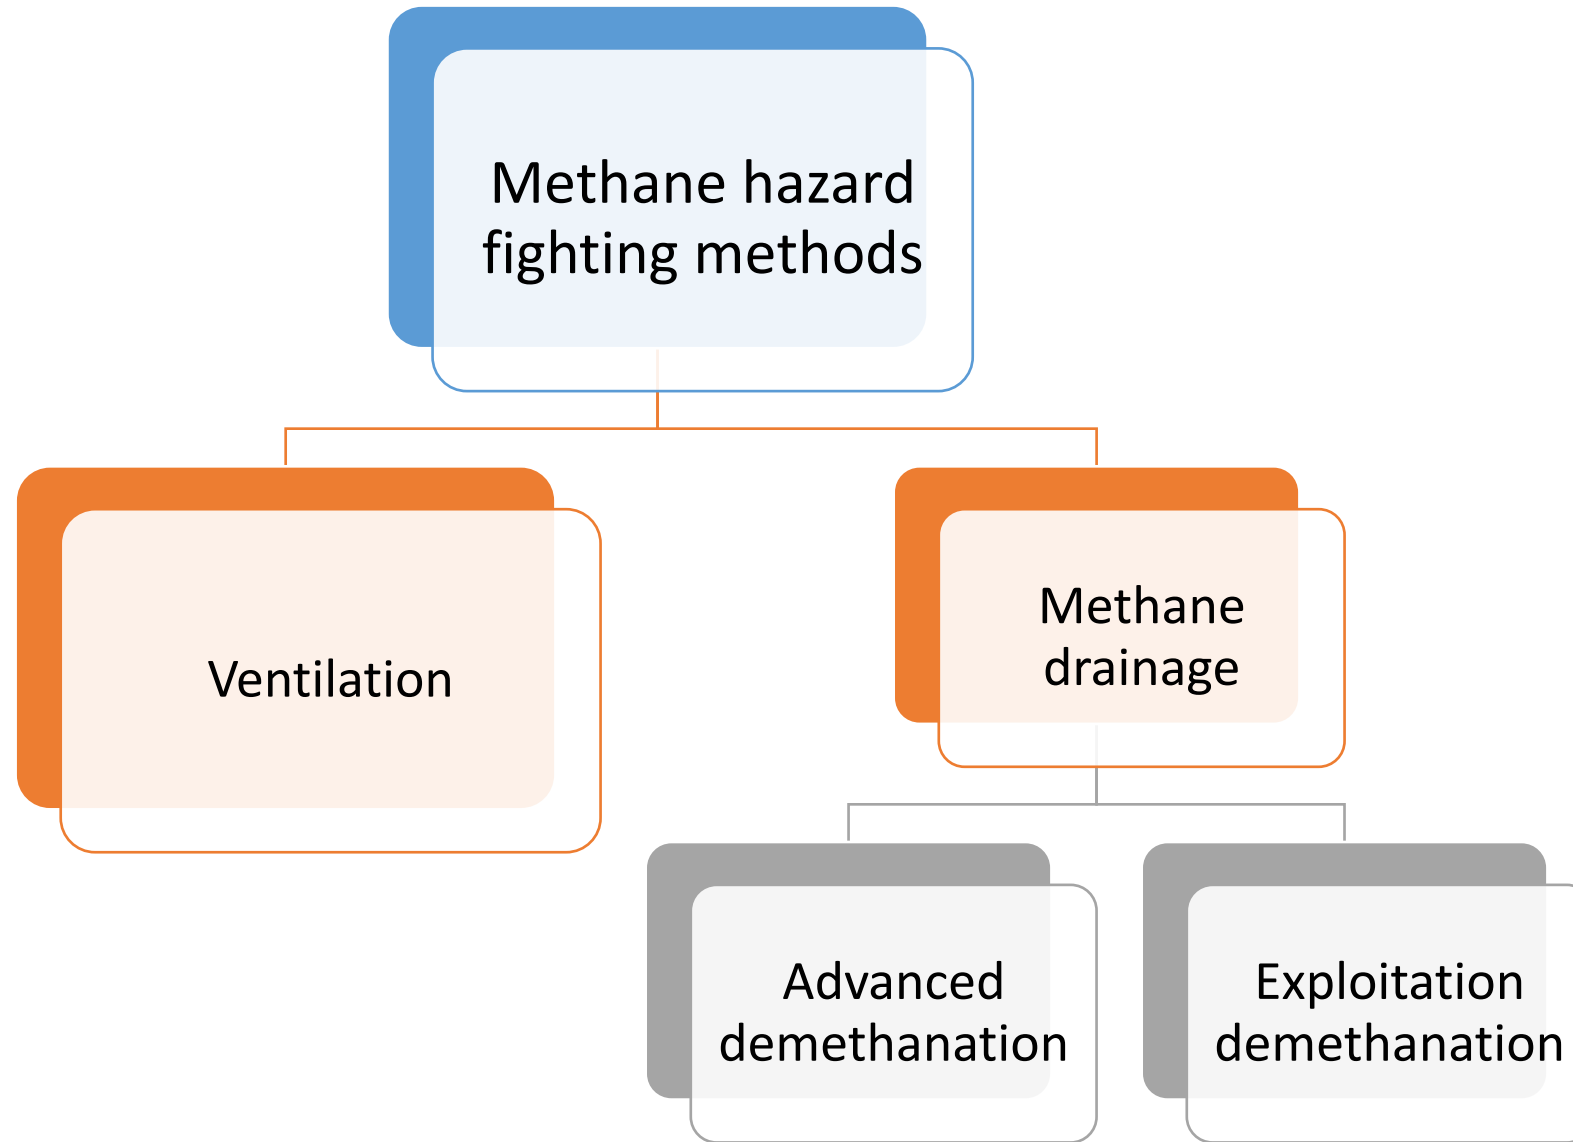 Methane hazard
fighting methods
Ventilation
Methane
drainage
Advanced
demethanation
Exploitation
demethanation